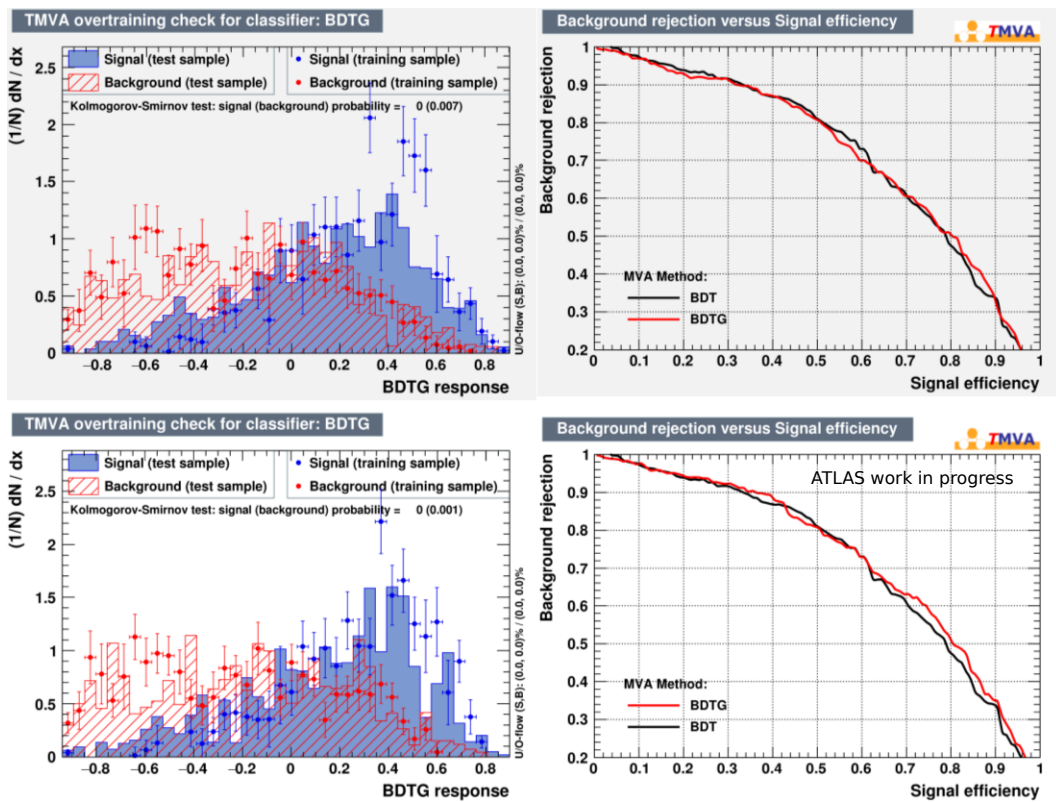 TMVA overtraining check for classifier: BDTG
(1/N) dN / dx
2.5
2
1.5
1
0.5
0
Signal (test sample)
Background (test sample)
Signal (training sample)
Background (training sample)
Kolmogorov-Smirnov test: signal (background) probability = 0 (0.007)
U/O-flow (S,B): (0.0, 0.0)% / (0.0, 0.0)%
−0.8 −0.6 −0.4 −0.2 0 0.2 0.4 0.6 0.8
BDTG response
Background rejection versus Signal efficiency
TMVA
Background rejection
1
0.9
0.8
0.7
0.6
0.5
0.4
0.3
0.2
MVA Method:
BDT
BDTG
0 0.1 0.2 0.3 0.4 0.5 0.6 0.7 0.8 0.9 1
Signal efficiency
TMVA overtraining check for classifier: BDTG
(1/N) dN / dx
2.5
2
1.5
1
0.5
0
Signal (test sample)
Background (test sample)
Signal (training sample)
Background (training sample)
Kolmogorov-Smirnov test: signal (background) probability = 0 (0.001)
U/O-flow (S,B): (0.0, 0.0)% / (0.0, 0.0)%
−0.8 −0.6 −0.4 −0.2 0 0.2 0.4 0.6 0.8
BDTG response
Background rejection versus Signal efficiency
TMVA
ATLAS work in progress
Background rejection
1
0.9
0.8
0.7
0.6
0.5
0.4
0.3
0.2
MVA Method:
BDTG
BDT
0 0.1 0.2 0.3 0.4 0.5 0.6 0.7 0.8 0.9 1
Signal efficiency